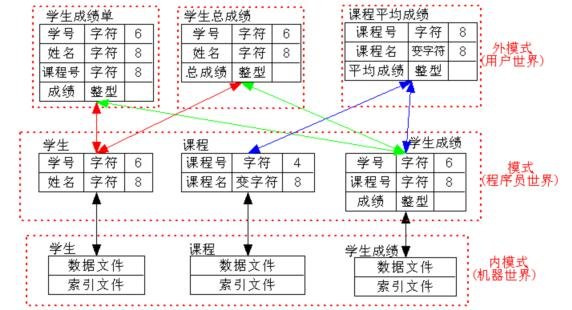 学生成绩单
学号 字符 6
姓名 字符 8
课程号 字符 8
成绩 整型
学生总成绩
学号 字符 6
姓名 字符 8
总成绩 整型
课程平均成绩
课程号 字符 8
课程名 变字符 8
平均成绩 整型
外模式
(用户世界)
学生
学号 字符 6
姓名 字符 8
课程
课程号 字符 4
课程名 变字符 8
学生成绩
学号 字符 6
课程号 字符 8
成绩 整型
模式
(程序员世界)
学生
数据文件
索引文件
课程
数据文件
索引文件
学生成绩
数据文件
索引文件
内模式
(机器世界)